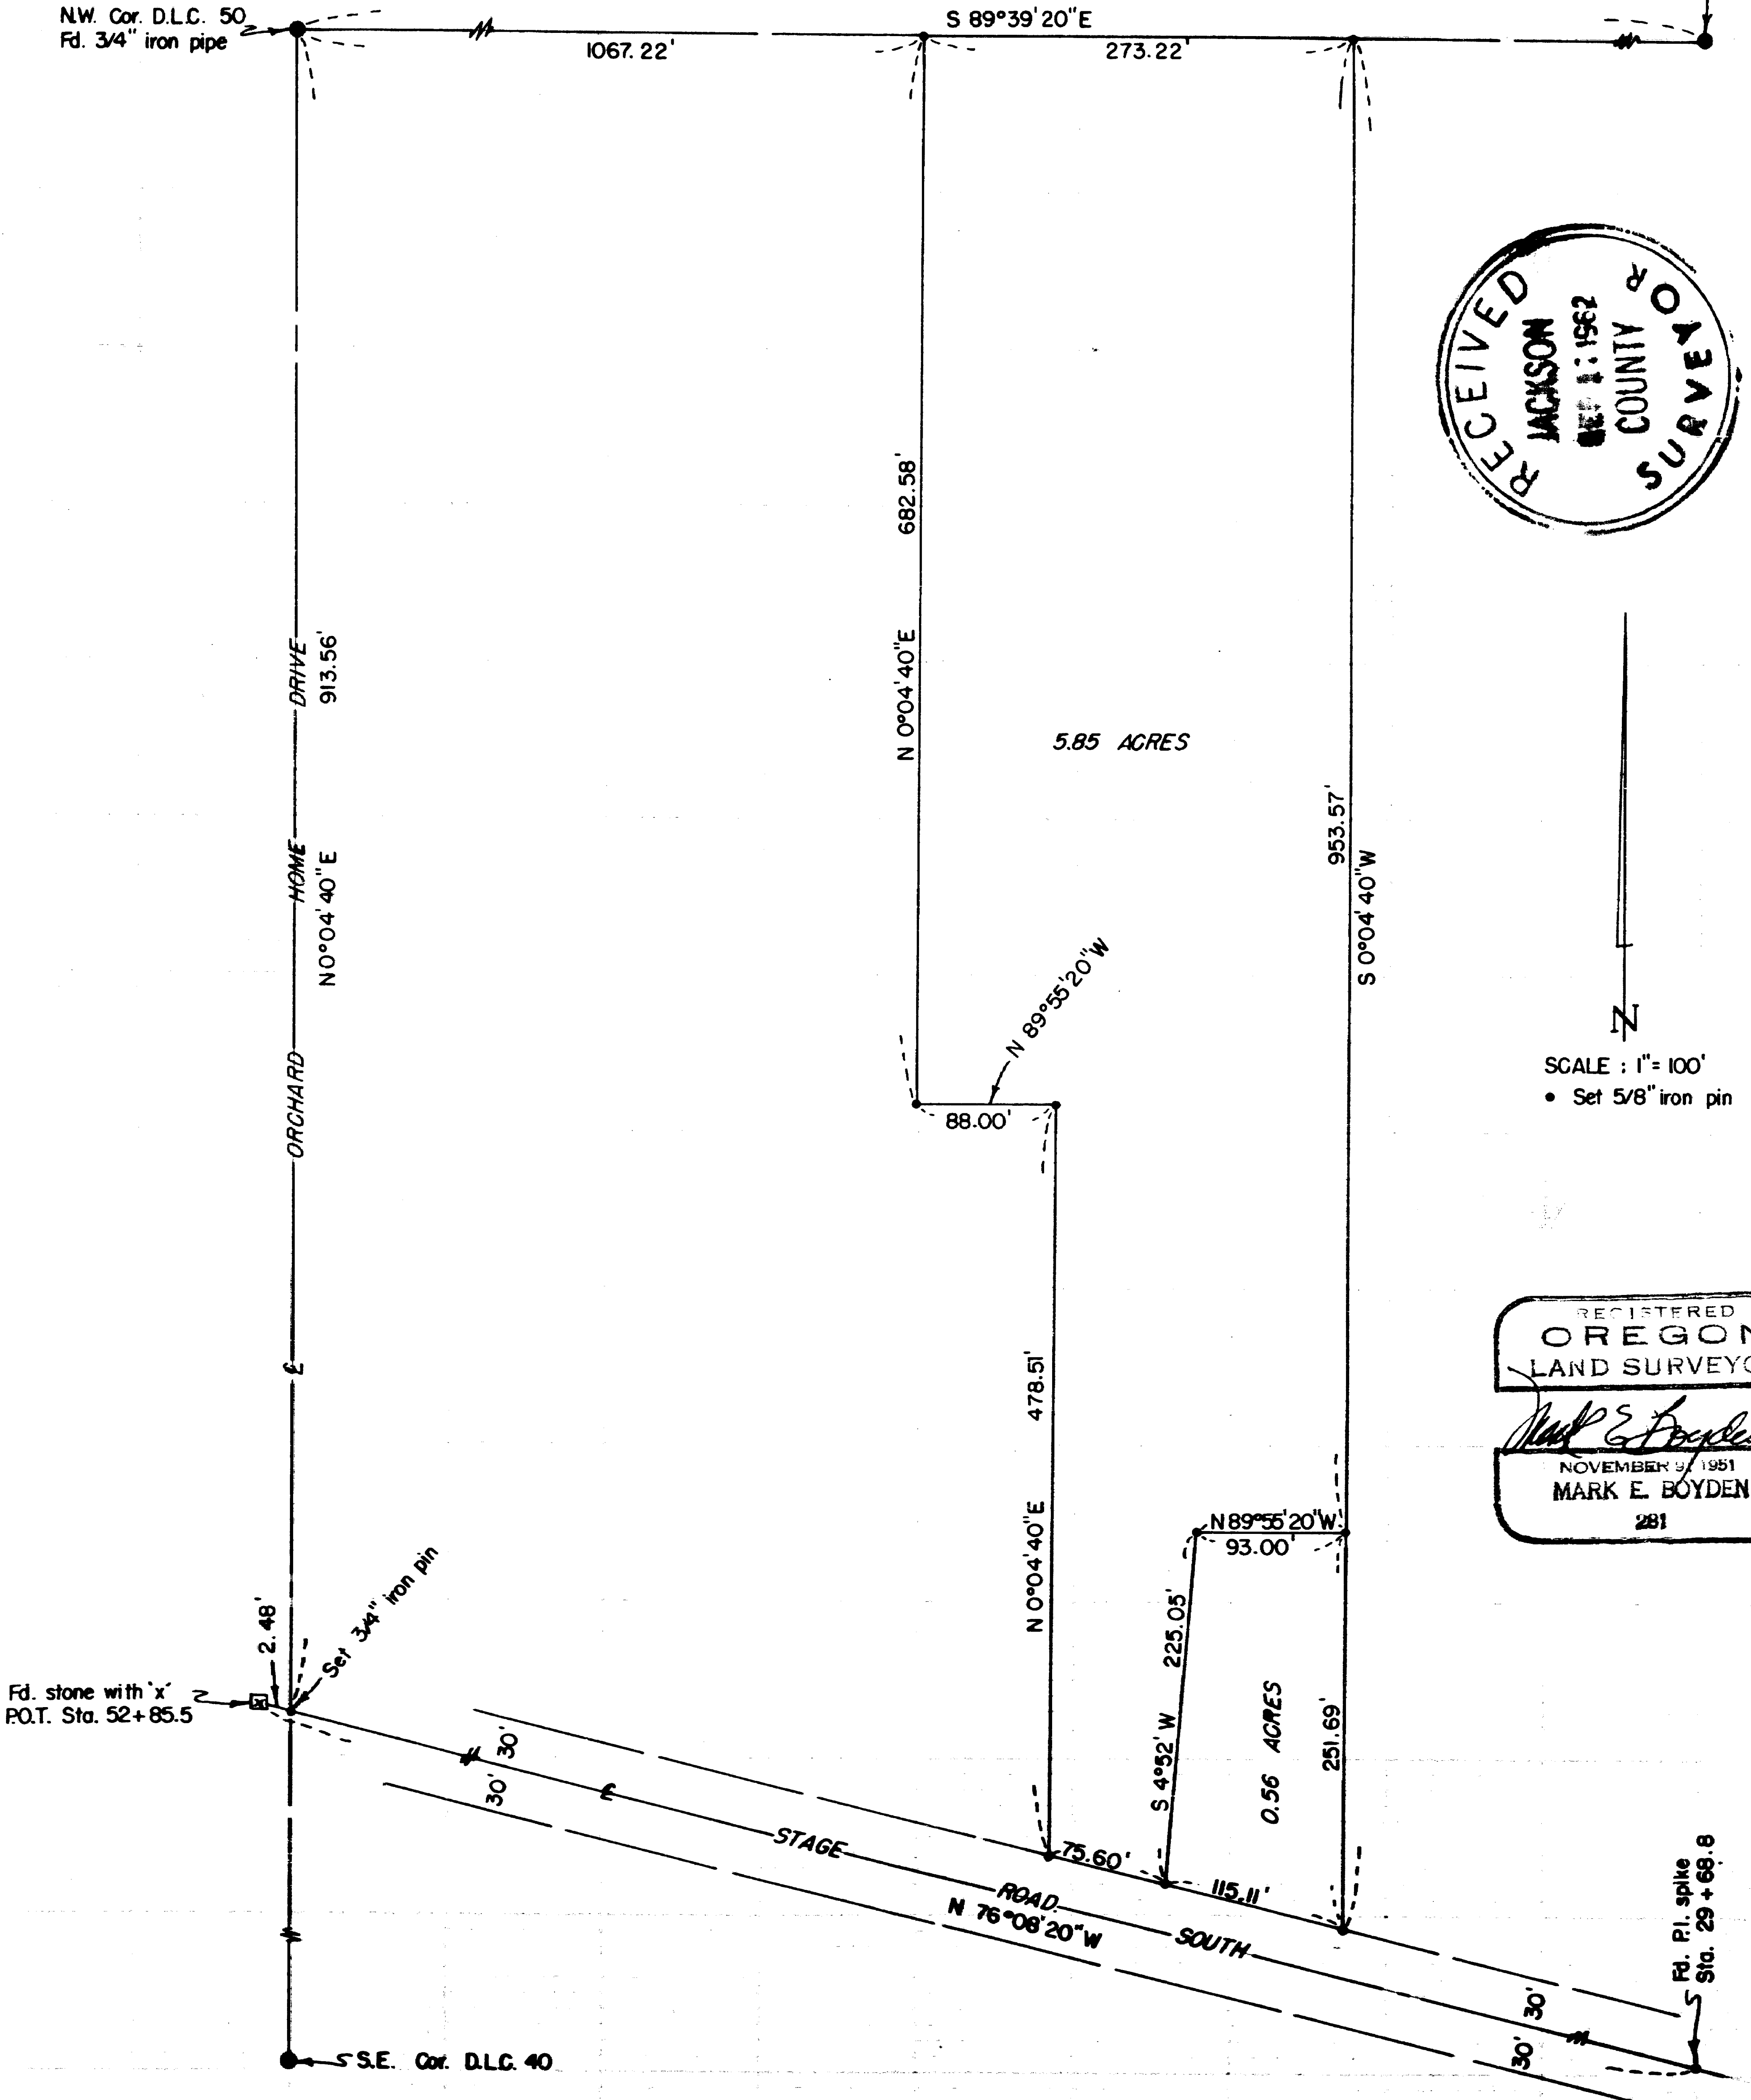 N.W. Cor. D.L.C. 50
Fd. 3/4" iron pipe
S 89°39'20"E
1067.22'
273.22'
RECEIVED
JACKSON
1962
COUNTY
SURVEYOR
682.58'
N 0°04'40"E
ORCHARD HOME DRIVE
913.56'
N0°04'40"E
5.85 ACRES
953.57'
S 0°04'40"W
N 89°55'20"W
88.00'
N
SCALE : 1"= 100'
• Set 5/8" iron pin
REGISTERED
OREGON
LAND SURVEYO
Mark E Boyden
NOVEMBER 9, 1951
MARK E. BOYDEN
281
478.51'
N 0°04'40"E
N 89°55'20"W
93.00'
225.05'
S 4°52' W
0.56 ACRES
251.69'
2.48'
Set 3/4" iron pin
Fd. stone with 'x'
P.O.T. Sta. 52+85.5
x
30'
30'
75.60'
115.11'
STAGE ROAD SOUTH
N 76°08'20"W
30'
30'
Fd. P.I. spike
Sta. 29+68.8
S.E. Cor. D.L.C. 40